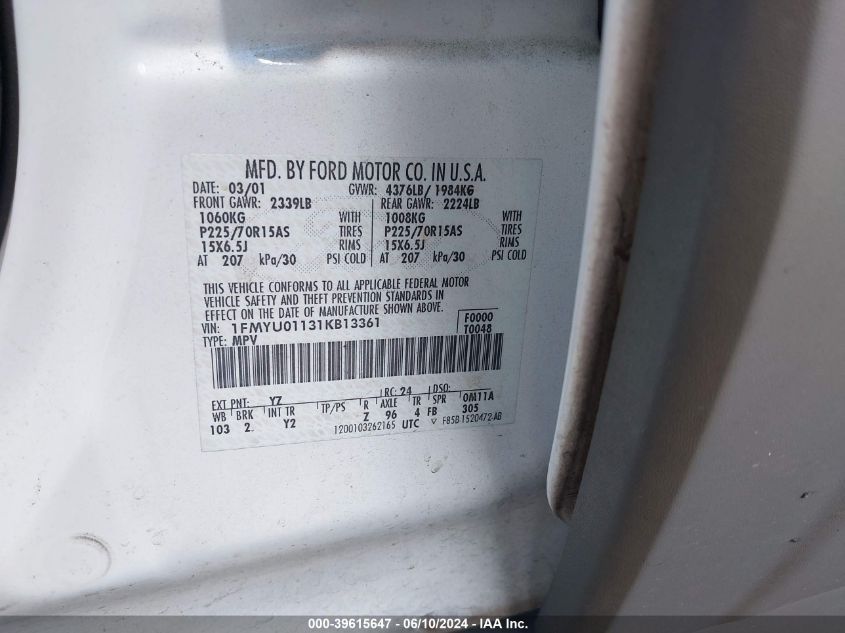 MFD. BY FORD MOTOR CO. IN U.S.A.
DATE: 03/01 GVWR: 4376LB/ 1984KG
FRONT GAWR: 2339LB REAR GAWR: 2224LB
1060KG WITH 1008KG WITH
P225/70R15AS TIRES P225/70R15AS TIRES
15X6.5J RIMS 15X6.5J RIMS
AT 207 kPa/30 PSI COLD AT 207 kPa/30 PSI COLD
THIS VEHICLE CONFORMS TO ALL APPLICABLE FEDERAL MOTOR
VEHICLE SAFETY AND THEFT PREVENTION STANDARDS IN
EFFECT ON THE DATE OF MANUFACTURE SHOWN ABOVE.
VIN: 1FMYU01131KB13361 F0000
TYPE: MPV T0048
EXT PNT: YZ RC: 24 DSO:
WB BRK INT TR TP/PS R AXLE TR SPR 0M11A
103 2 Y2 Z 96 4 FB 305
1200103262165 UTC F85B 1520472 AB
000-39615647 - 06/10/2024 - IAA Inc.